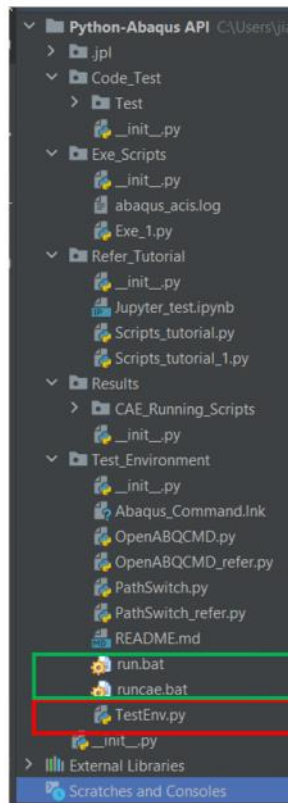 Python-Abaqus API C:\Users\jia
.jpl
Code_Test
Test
__init__.py
Exe_Scripts
__init__.py
abaqus_acis.log
Exe_1.py
Refer_Tutorial
__init__.py
Jupyter_test.ipynb
Scripts_tutorial.py
Scripts_tutorial_1.py
Results
CAE_Running_Scripts
__init__.py
Test_Environment
__init__.py
Abaqus_Command.lnk
OpenABQCMD.py
OpenABQCMD_refer.py
PathSwitch.py
PathSwitch_refer.py
README.md
run.bat
runcae.bat
TestEnv.py
__init__.py
External Libraries
Scratches and Consoles